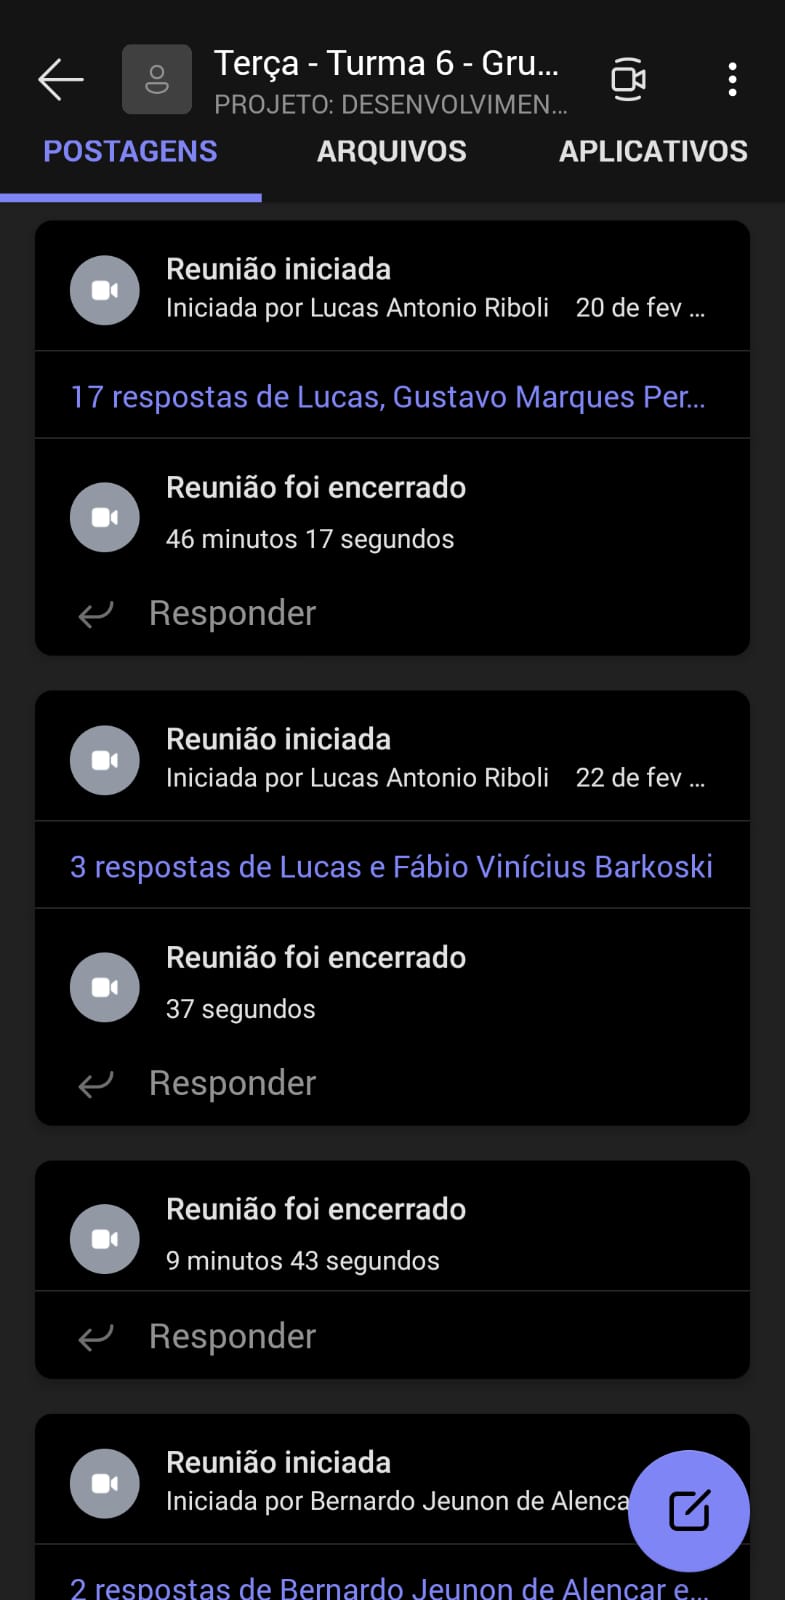 Terça - Turma 6 - Gru...
PROJETO: DESENVOLVIMEN...
POSTAGENS
ARQUIVOS
APLICATIVOS
Reunião iniciada
Iniciada por Lucas Antonio Riboli 20 de fev ...
17 respostas de Lucas, Gustavo Marques Per...
Reunião foi encerrado
46 minutos 17 segundos
Responder
Reunião iniciada
Iniciada por Lucas Antonio Riboli 22 de fev ...
3 respostas de Lucas e Fábio Vinícius Barkoski
Reunião foi encerrado
37 segundos
Responder
Reunião foi encerrado
9 minutos 43 segundos
Responder
Reunião iniciada
Iniciada por Bernardo Jeunon de Alenca
2 respostas de Bernardo Jeunon de Alencar e...